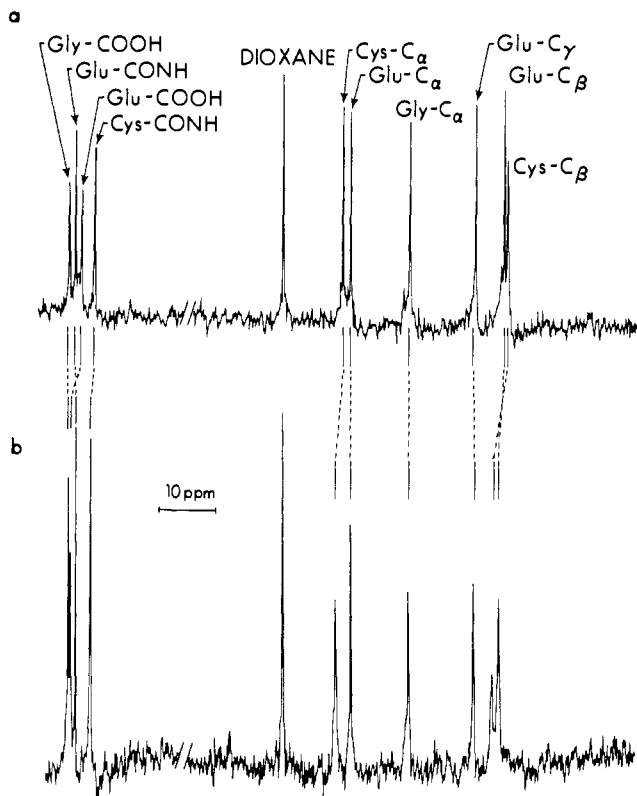 a
Gly-COOH
Glu-CONH
Glu-COOH
Cys-CONH
DIOXANE
Cys-Cα
Glu-Cα
Gly-Cα
Glu-Cγ
Glu-Cβ
Cys-Cβ
b
10 ppm